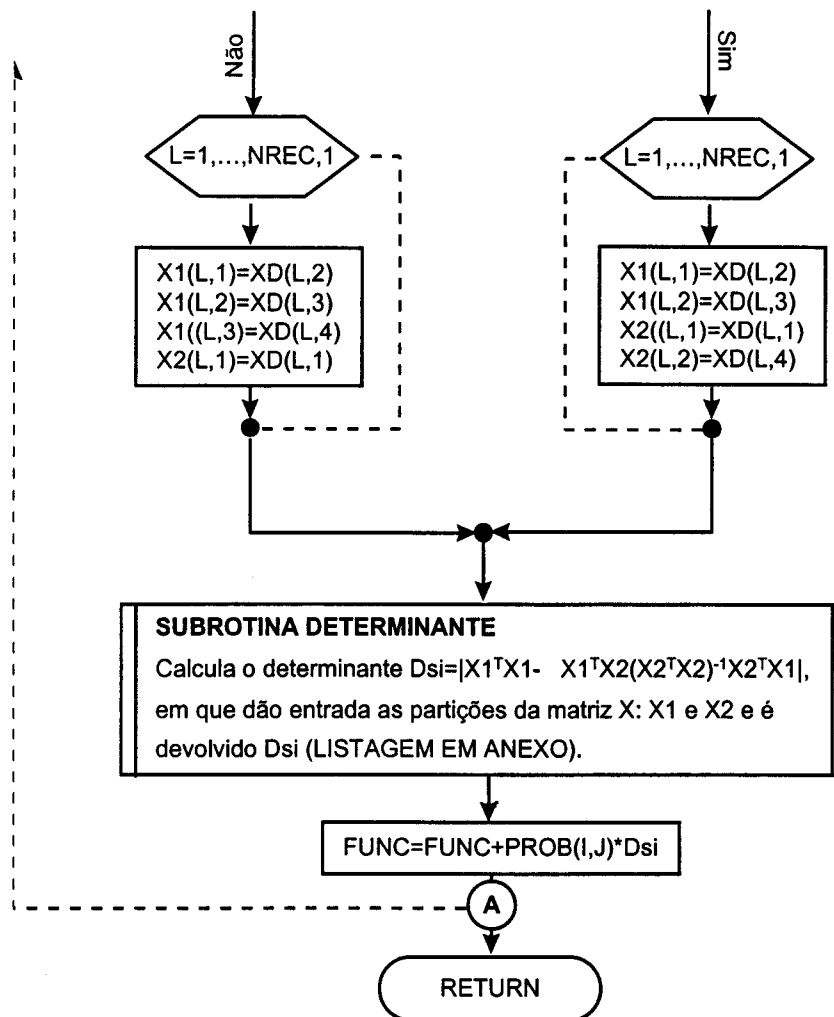 Não
Sim
L=1,...,NREC,1
L=1,...,NREC,1
X1(L,1)=XD(L,2)
X1(L,2)=XD(L,3)
X1((L,3)=XD(L,4)
X2(L,1)=XD(L,1)
X1(L,1)=XD(L,2)
X1(L,2)=XD(L,3)
X2((L,1)=XD(L,1)
X2(L,2)=XD(L,4)
SUBROTINA DETERMINANTE
Calcula o determinante Dsi=|X1ᵀX1- X1ᵀX2(X2ᵀX2)⁻¹X2ᵀX1|,
em que dão entrada as partições da matriz X: X1 e X2 e é
devolvido Dsi (LISTAGEM EM ANEXO).
FUNC=FUNC+PROB(I,J)*Dsi
A
RETURN